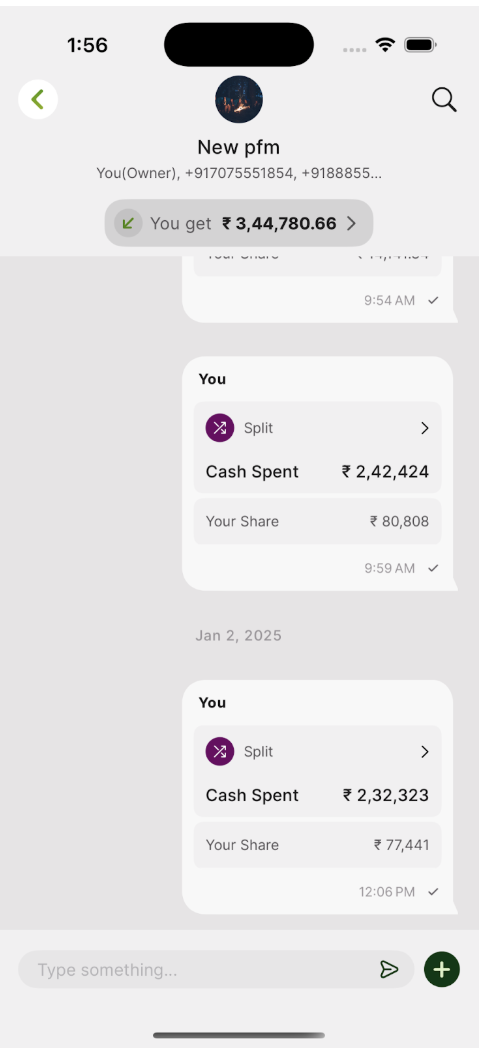 1:56
New pfm
You(Owner), +917075551854, +9188855...
You get ₹ 3,44,780.66
Your Share
9:54 AM
You
Split
Cash Spent ₹ 2,42,424
Your Share ₹ 80,808
9:59 AM
Jan 2, 2025
You
Split
Cash Spent ₹ 2,32,323
Your Share ₹ 77,441
12:06 PM
Type something...